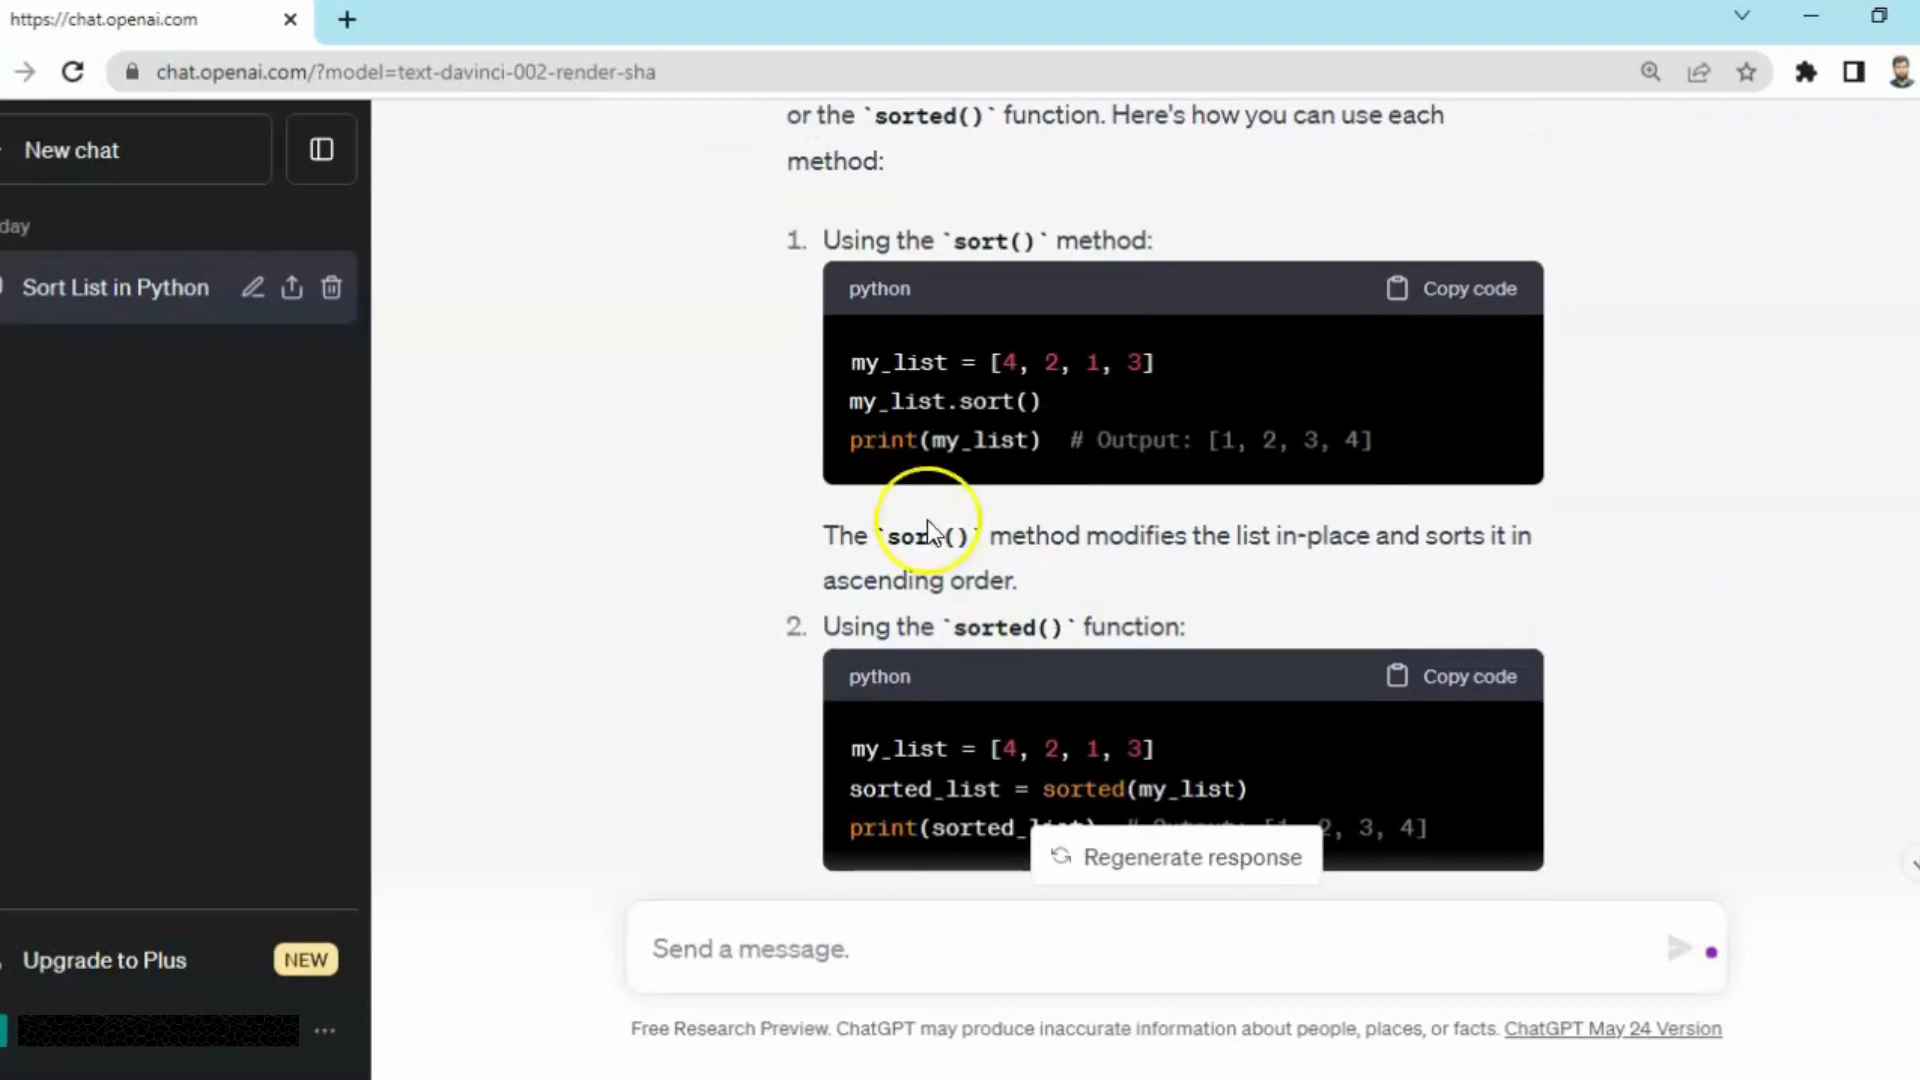 https://chat.openai.com
chat.openai.com/?model=text-davinci-002-render-sha
New chat
day
Sort List in Python
or the `sorted()` function. Here's how you can use each
method:
1. Using the `sort()` method:
python
Copy code
my_list = [4, 2, 1, 3]
my_list.sort()
print(my_list)  # Output: [1, 2, 3, 4]
The `sort()` method modifies the list in-place and sorts it in
ascending order.
2. Using the `sorted()` function:
python
Copy code
my_list = [4, 2, 1, 3]
sorted_list = sorted(my_list)
print(sorted_list)  # Output: [1, 2, 3, 4]
Regenerate response
Send a message.
Upgrade to Plus
NEW
Free Research Preview. ChatGPT may produce inaccurate information about people, places, or facts. ChatGPT May 24 Version